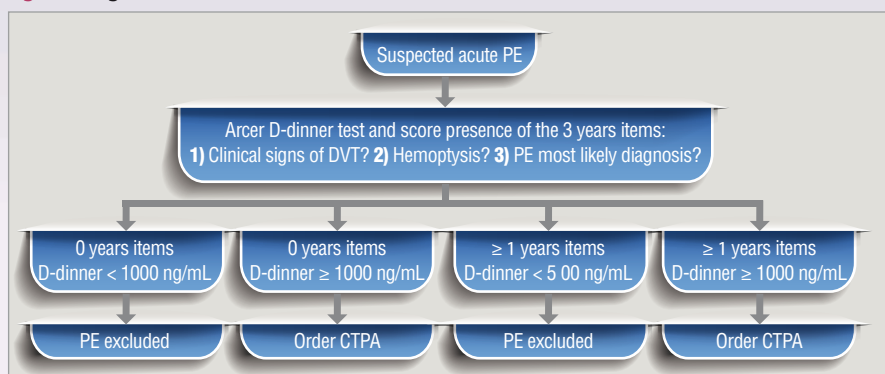 Suspected acute PE
Arcer D-dinner test and score presence of the 3 years items:
1) Clinical signs of DVT? 2) Hemoptysis? 3) PE most likely diagnosis?
0 years items
D-dinner < 1000 ng/mL
0 years items
D-dinner ≥ 1000 ng/mL
≥ 1 years items
D-dinner < 5 00 ng/mL
≥ 1 years items
D-dinner ≥ 1000 ng/mL
PE excluded
Order CTPA
PE excluded
Order CTPA